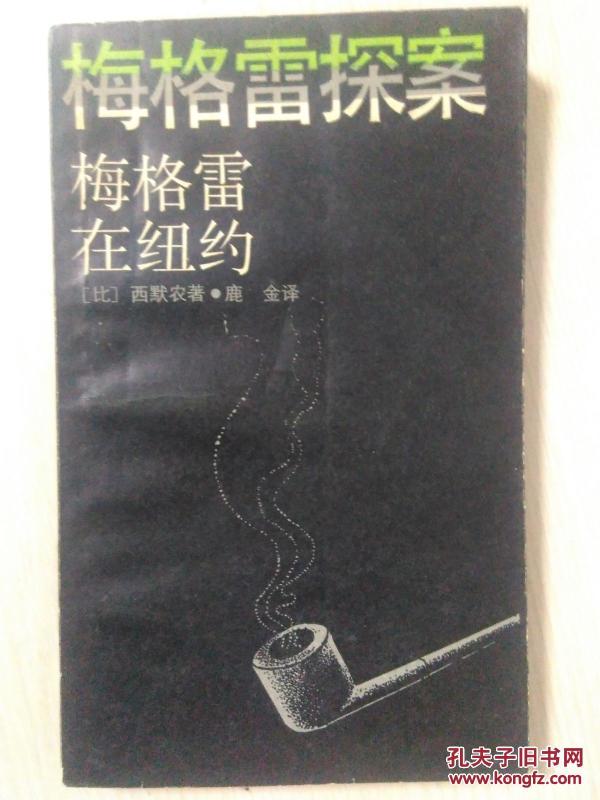 梅格雷探案
梅格雷
在纽约
[比] 西默农著●鹿 金译
孔夫子旧书网
www.kongfz.com